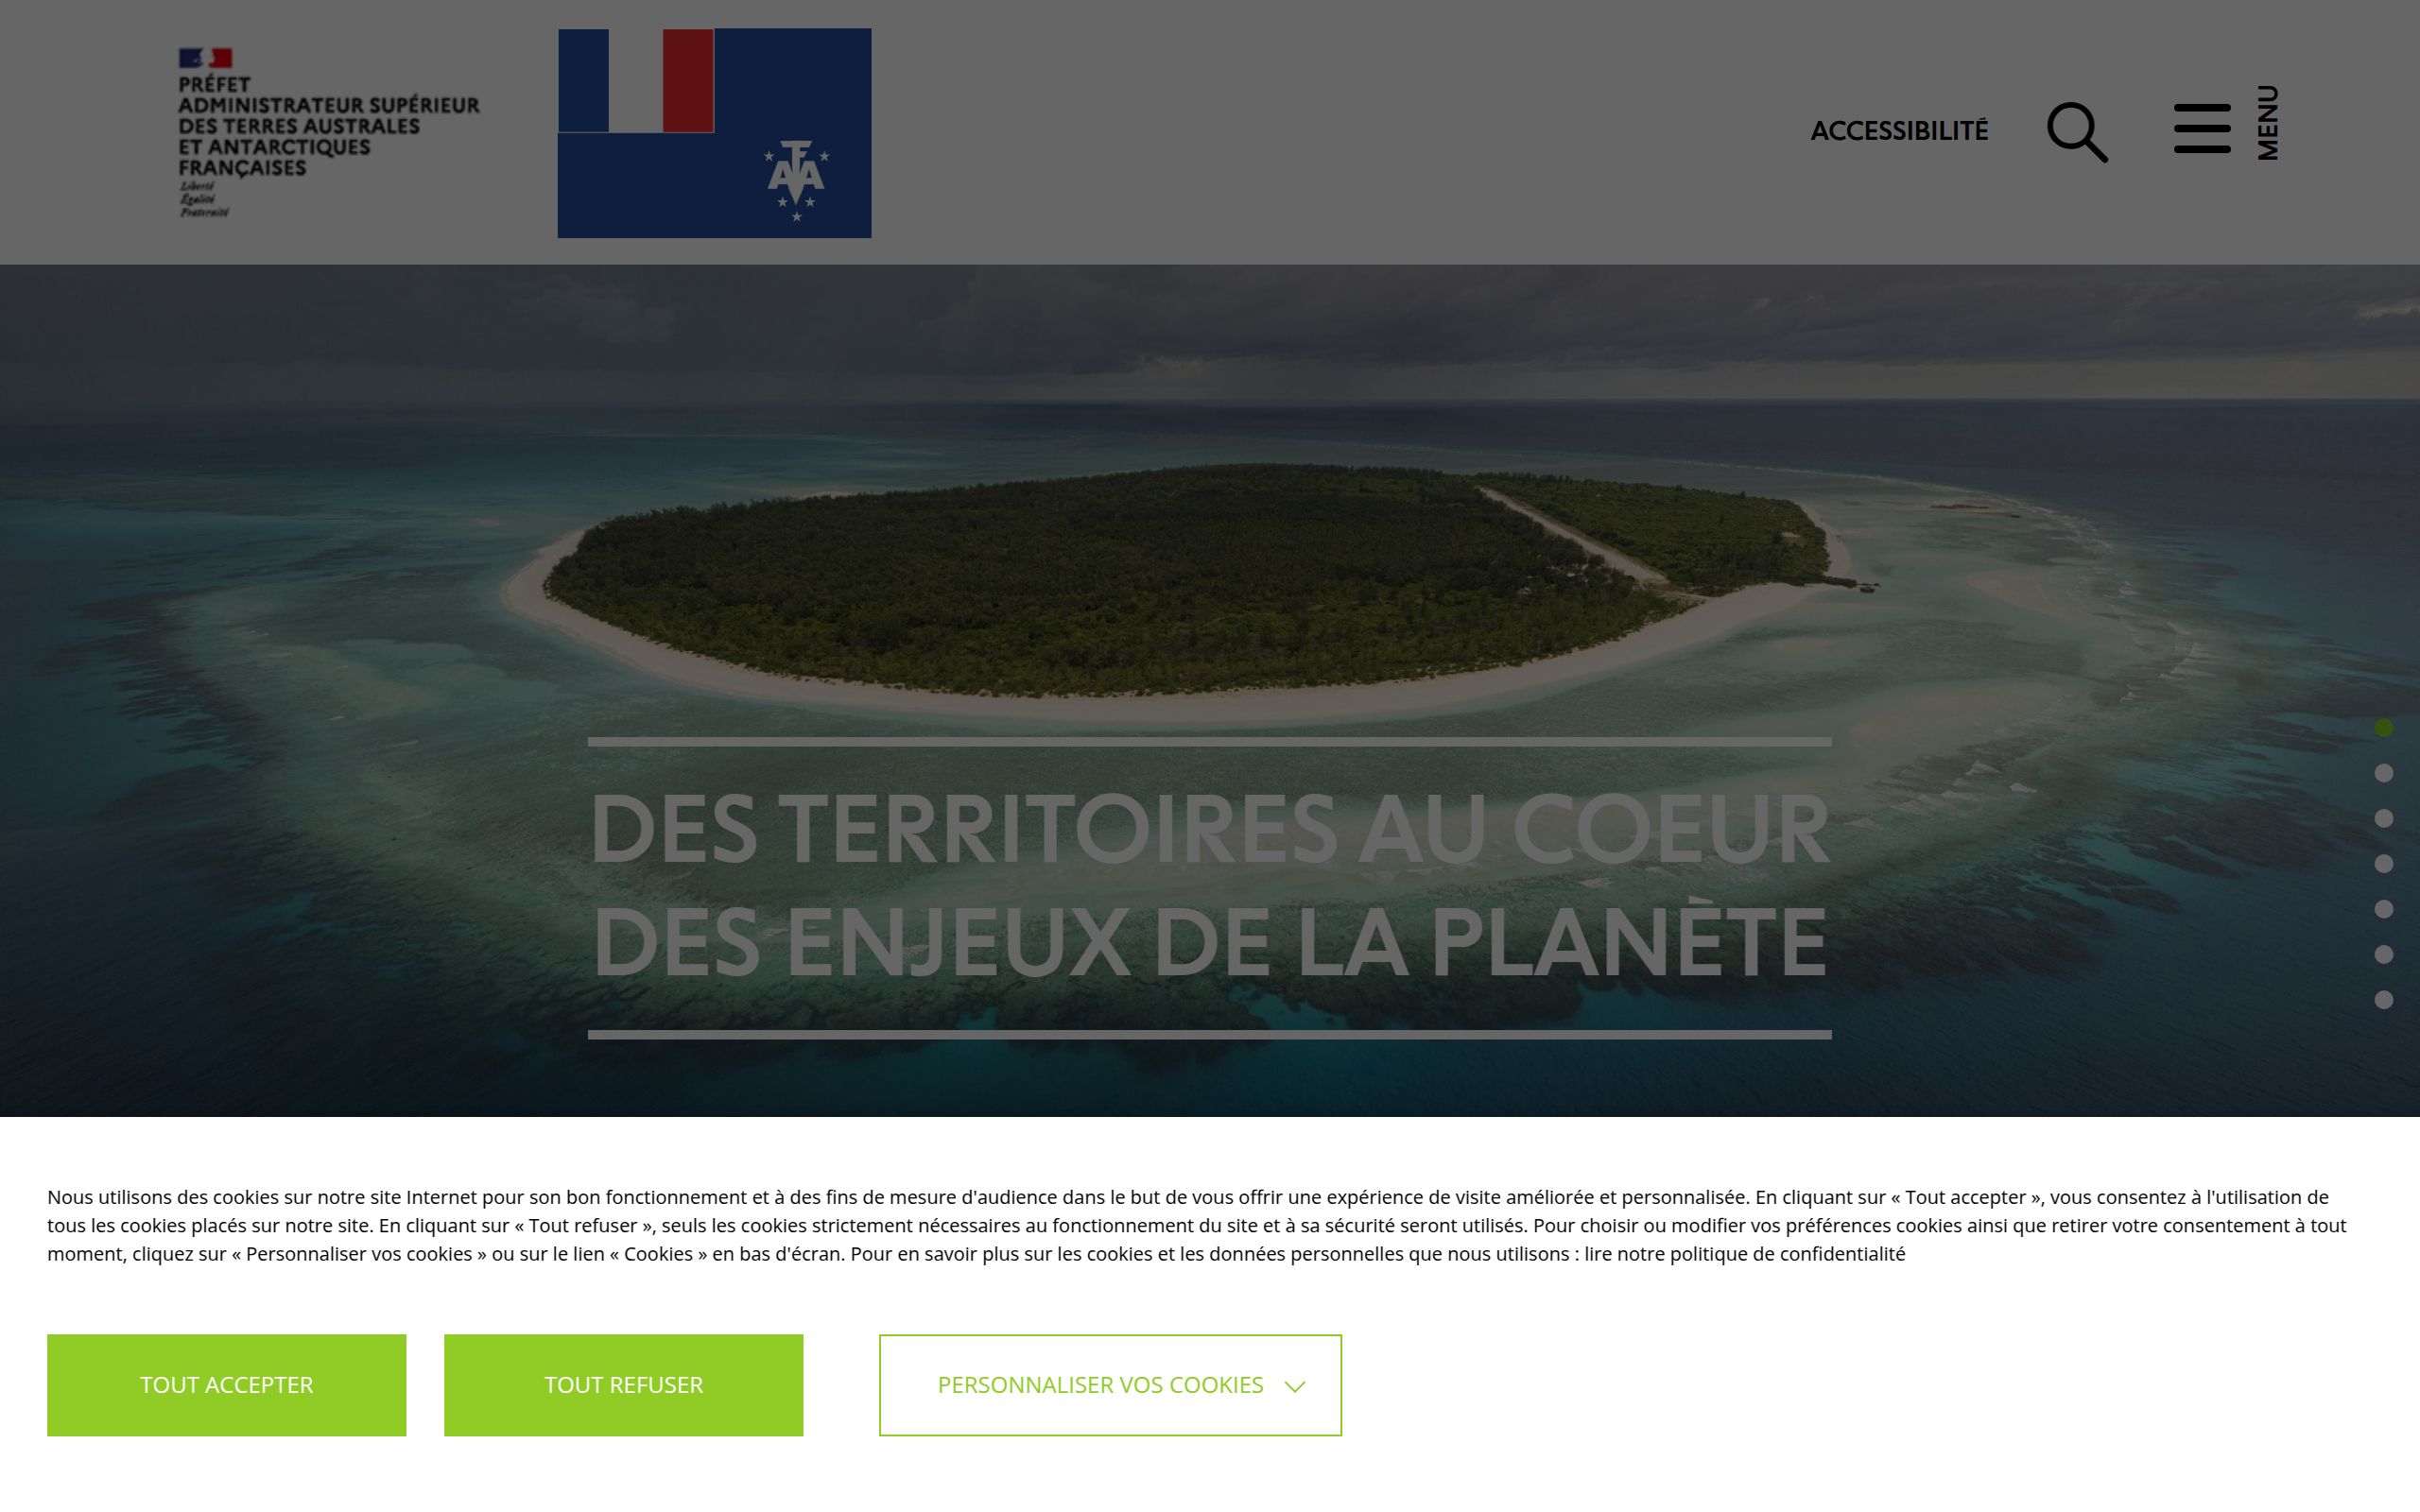 PRÉFET
ADMINISTRATEUR SUPÉRIEUR
DES TERRES AUSTRALES
ET ANTARCTIQUES
FRANÇAISES
Liberté
Égalité
Fraternité
TAAF
ACCESSIBILITÉ
MENU
DES TERRITOIRES AU COEUR
DES ENJEUX DE LA PLANÈTE
Nous utilisons des cookies sur notre site Internet pour son bon fonctionnement et à des fins de mesure d'audience dans le but de vous offrir une expérience de visite améliorée et personnalisée. En cliquant sur « Tout accepter », vous consentez à l'utilisation de
tous les cookies placés sur notre site. En cliquant sur « Tout refuser », seuls les cookies strictement nécessaires au fonctionnement du site et à sa sécurité seront utilisés. Pour choisir ou modifier vos préférences cookies ainsi que retirer votre consentement à tout
moment, cliquez sur « Personnaliser vos cookies » ou sur le lien « Cookies » en bas d'écran. Pour en savoir plus sur les cookies et les données personnelles que nous utilisons : lire notre politique de confidentialité
TOUT ACCEPTER
TOUT REFUSER
PERSONNALISER VOS COOKIES